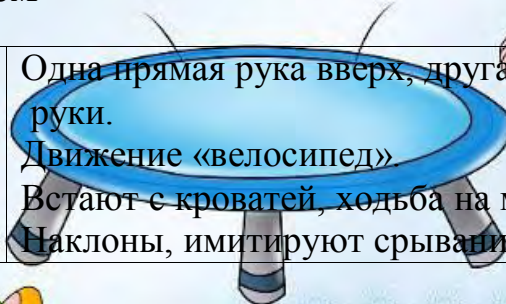 Одна прямая рука вверх, друга
руки.
Движение «велосипед».
Встают с кроватей, ходьба на
Наклоны, имитируют срывани